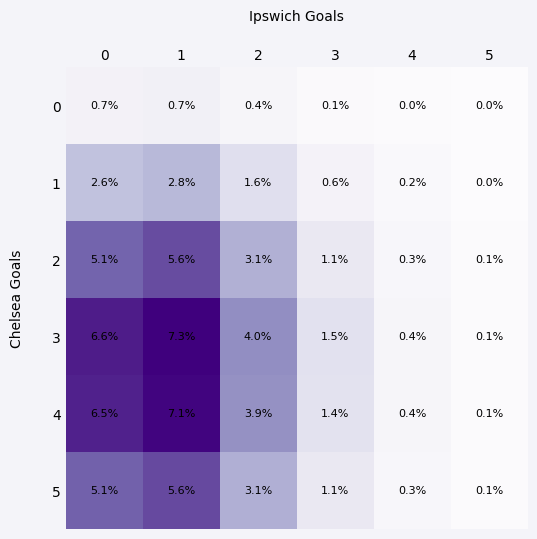 Ipswich Goals
0 1 2 3 4 5
0 0.7% 0.7% 0.4% 0.1% 0.0% 0.0%
1 2.6% 2.8% 1.6% 0.6% 0.2% 0.0%
2 5.1% 5.6% 3.1% 1.1% 0.3% 0.1%
3 6.6% 7.3% 4.0% 1.5% 0.4% 0.1%
4 6.5% 7.1% 3.9% 1.4% 0.4% 0.1%
5 5.1% 5.6% 3.1% 1.1% 0.3% 0.1%
Chelsea Goals